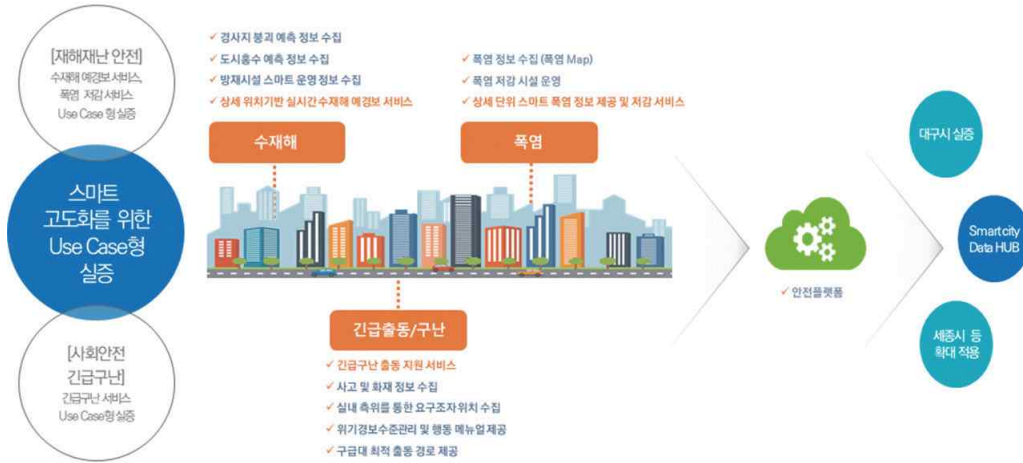 [재해재난 안전]
수재해 예경보 서비스,
폭염 저감 서비스
Use Case 형 실증
스마트
고도화를 위한
Use Case형
실증
[사회안전
긴급구난]
긴급구난 서비스
Use Case형 실증
✓ 경사지 붕괴 예측 정보 수집
✓ 도시홍수 예측 정보 수집
✓ 방재시설 스마트 운영 정보 수집
✓ 상세 위치기반 실시간 수재해 예경보 서비스
수재해
✓ 폭염 정보 수집 (폭염 Map)
✓ 폭염 저감 시설 운영
✓ 상세 단위 스마트 폭염 정보 제공 및 저감 서비스
폭염
긴급출동/구난
✓ 긴급구난 출동 지원 서비스
✓ 사고 및 화재 정보 수집
✓ 실내 측위를 통한 요구조자 위치 수집
✓ 위기경보수준관리 및 행동 메뉴얼 제공
✓ 구급대 최적 출동 경로 제공
✓ 안전플랫폼
대구시 실증
Smart city
Data HUB
세종시 등
확대 적용